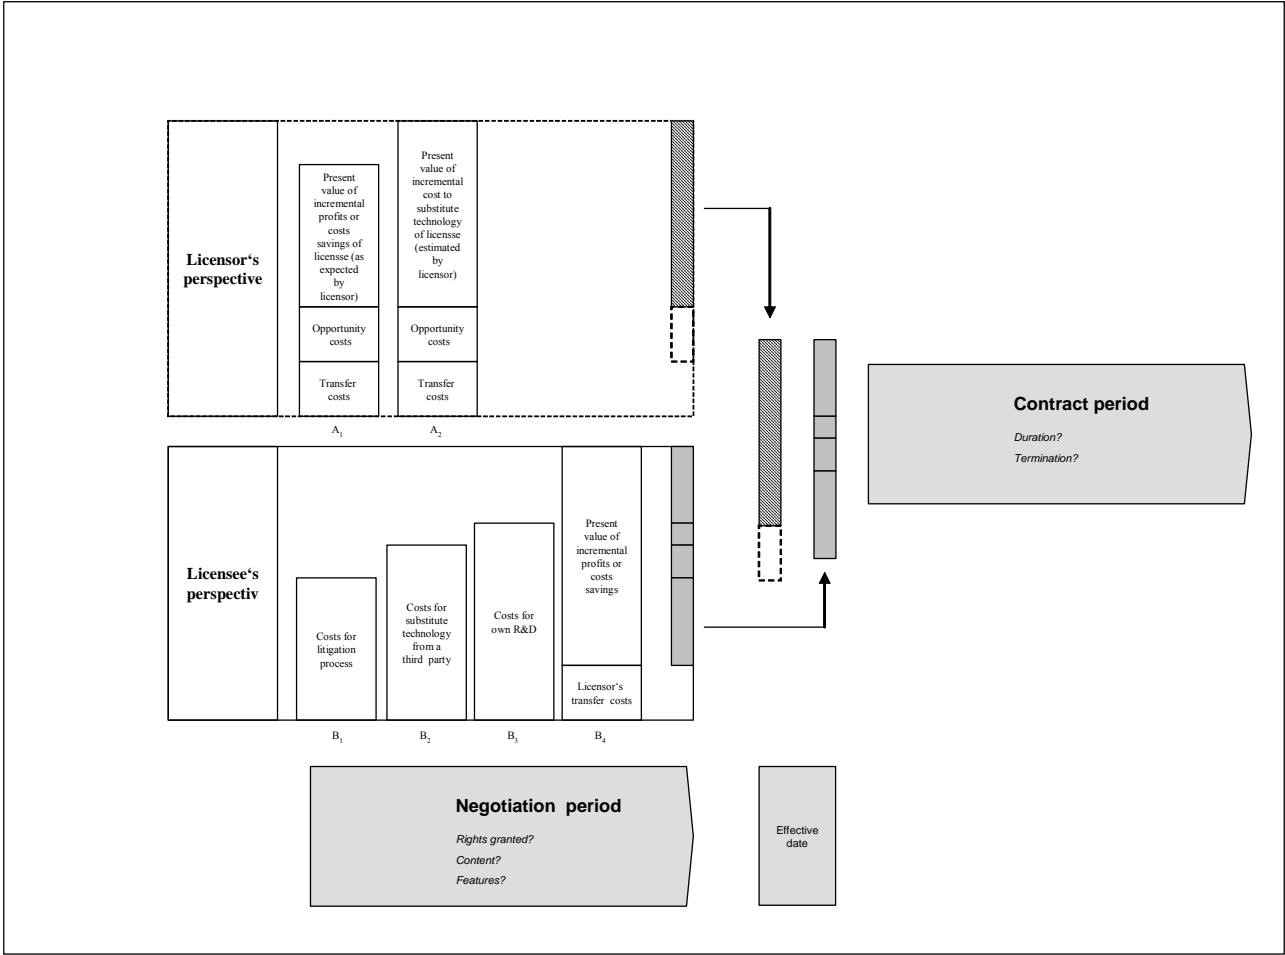 Licensor‘s
perspective
Present
value of
incremental
profits or
costs
savings of
licensse (as
expected
by
licensor)
Opportunity
costs
Transfer
costs
A1
Present
value of
incremental
cost to
substitute
technology
of licensse
(estimated
by
licensor)
Opportunity
costs
Transfer
costs
A2
Licensee‘s
perspectiv
Costs for
litigation
process
B1
Costs for
substitute
technology
from a
third party
B2
Costs for
own R&D
B3
Present
value of
incremental
profits or
costs
savings
Licensor‘s
transfer costs
B4
Contract period
Duration?
Termination?
Negotiation period
Rights granted?
Content?
Features?
Effective
date